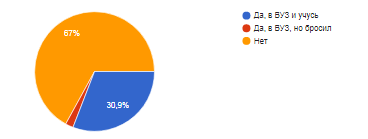 67%
30,9%
Да, в ВУЗ и учусь
Да, в ВУЗ, но бросил
Нет